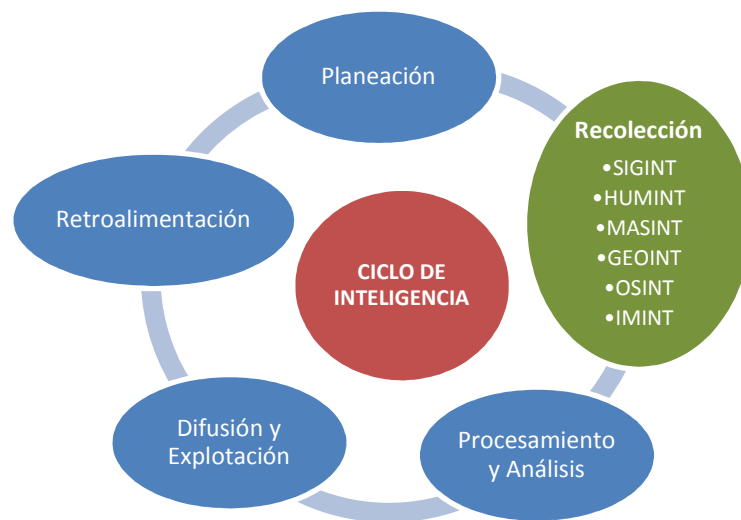 Planeación
Recolección
•SIGINT
•HUMINT
•MASINT
•GEOINT
•OSINT
•IMINT
Retroalimentación
CICLO DE
INTELIGENCIA
Difusión y
Explotación
Procesamiento
y Análisis